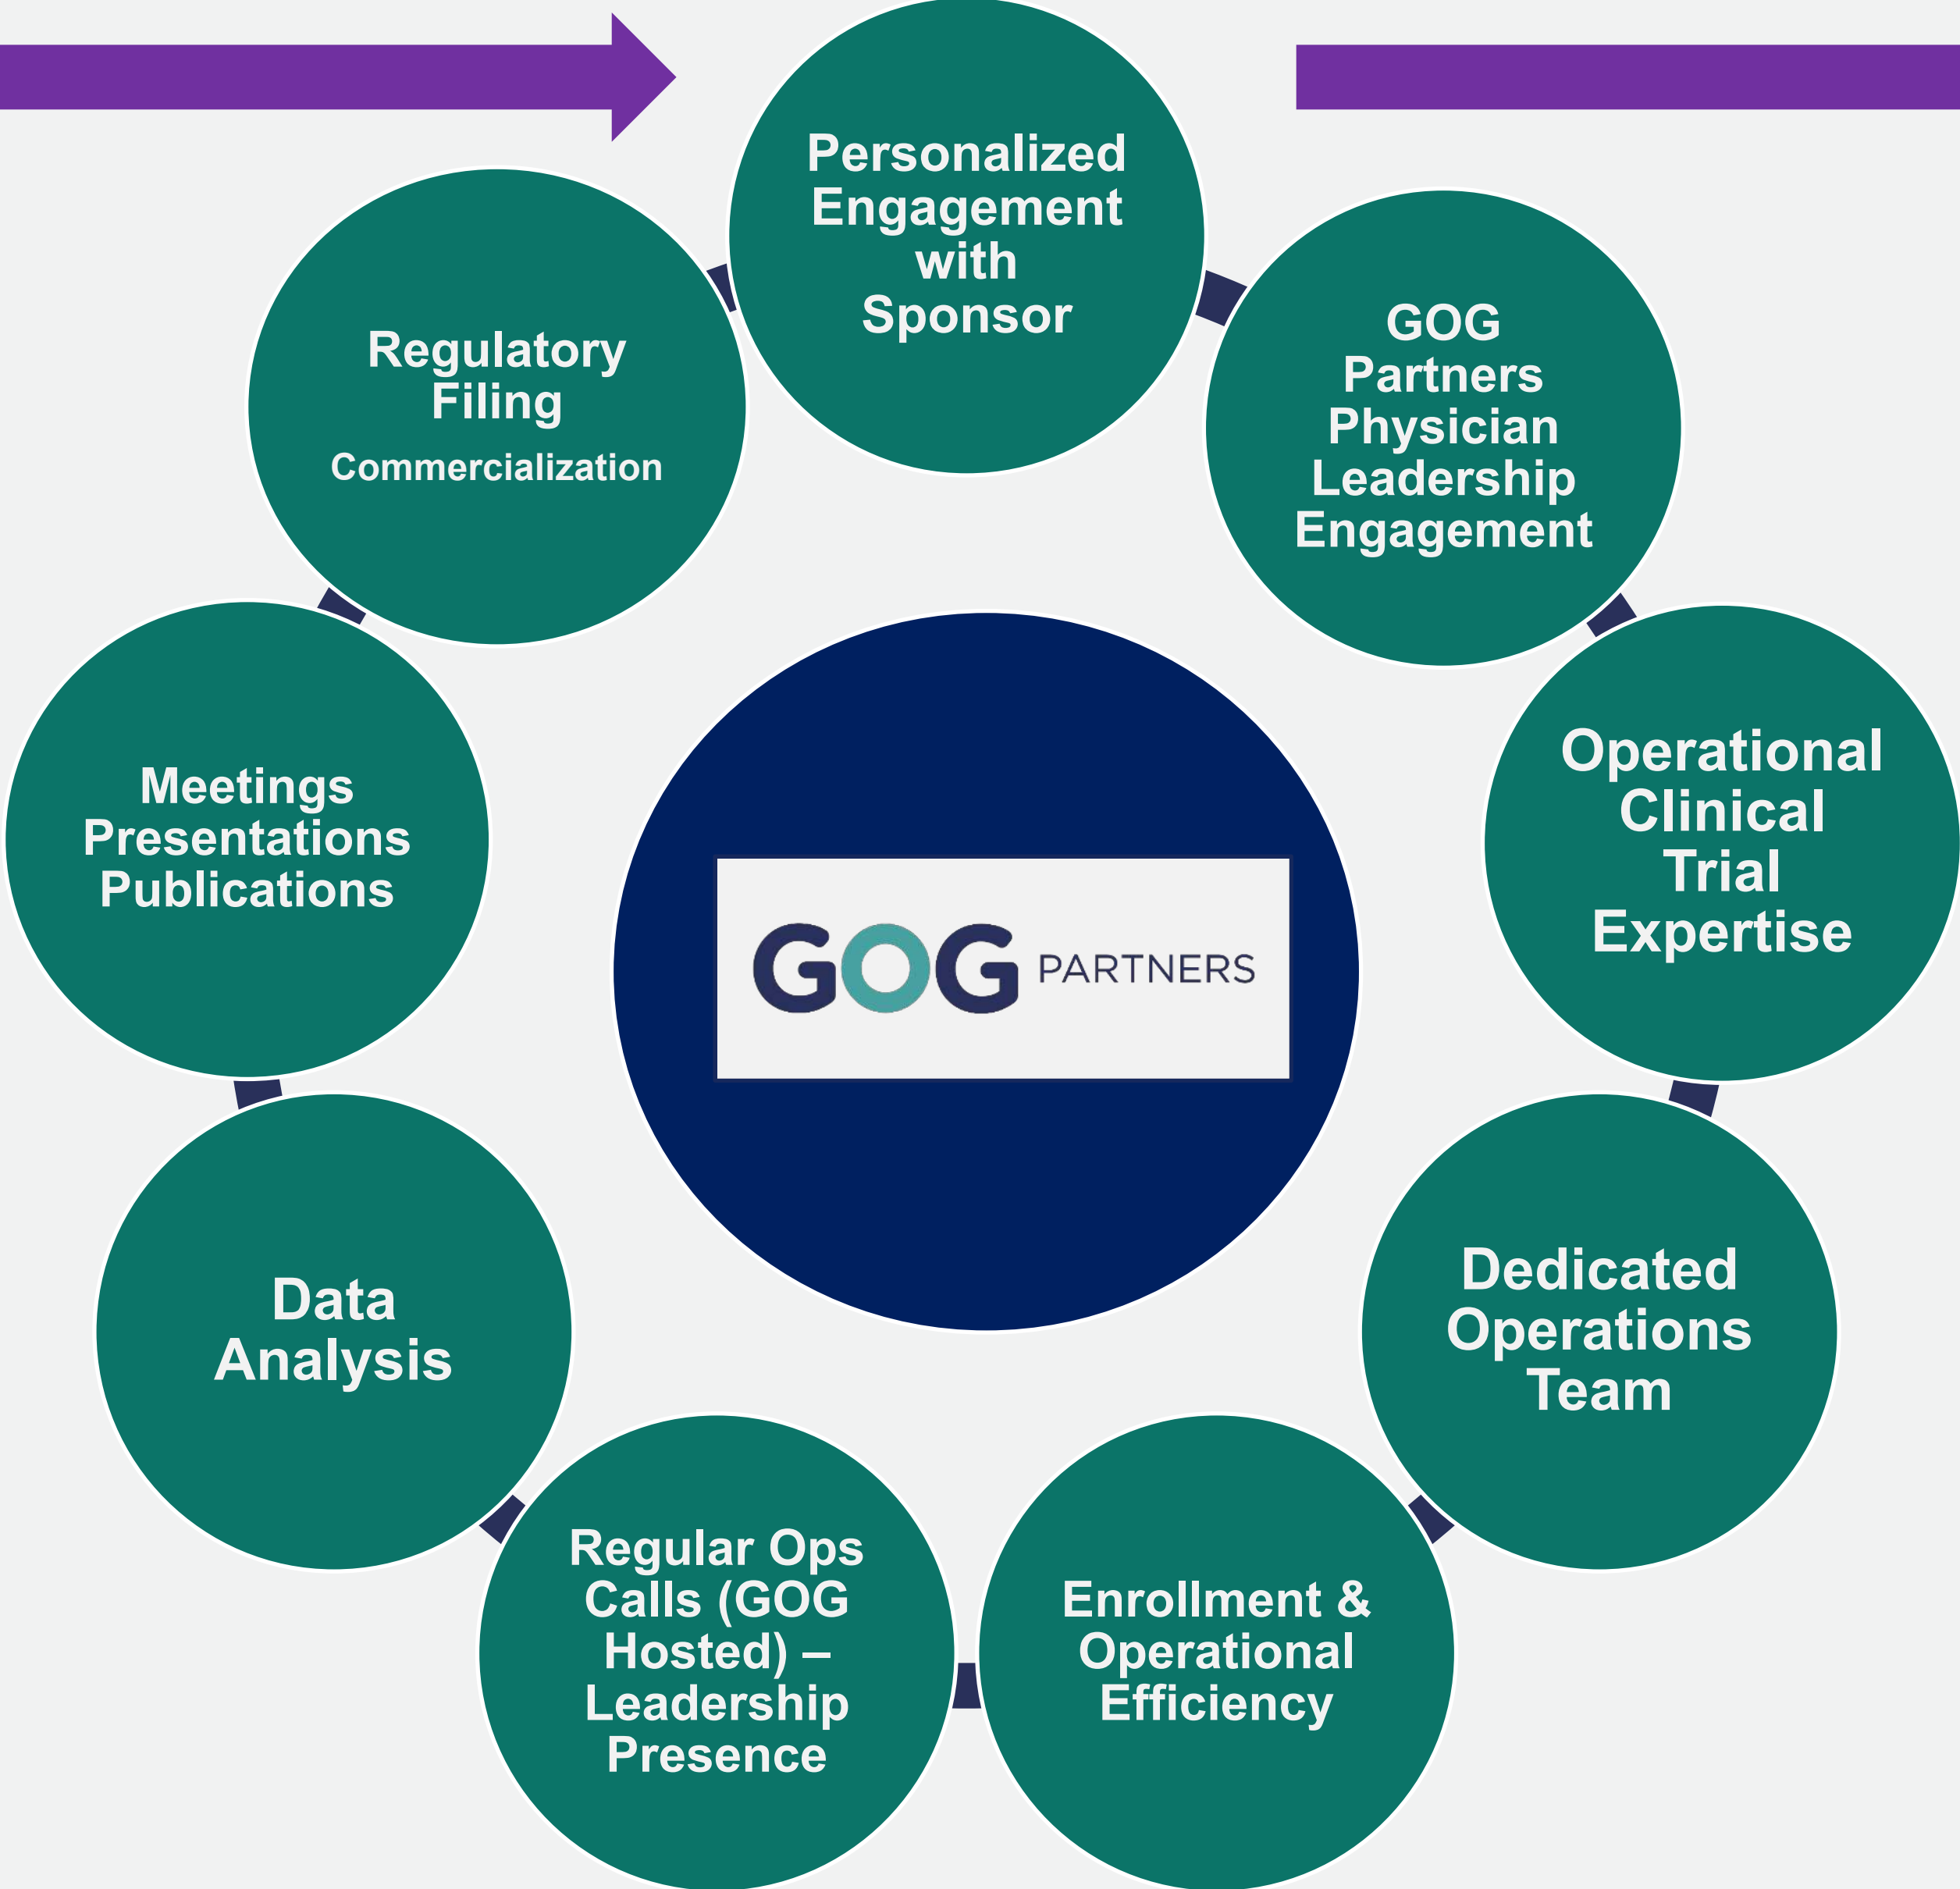 Personalized
Engagement
with
Sponsor
GOG
Partners
Physician
Leadership
Engagement
Operational
Clinical
Trial
Expertise
Dedicated
Operations
Team
Enrollment &
Operational
Efficiency
Regular Ops
Calls (GOG
Hosted) –
Leadership
Presence
Data
Analysis
Meetings
Presentations
Publications
Regulatory
Filing
Commercialization
GOG PARTNERS